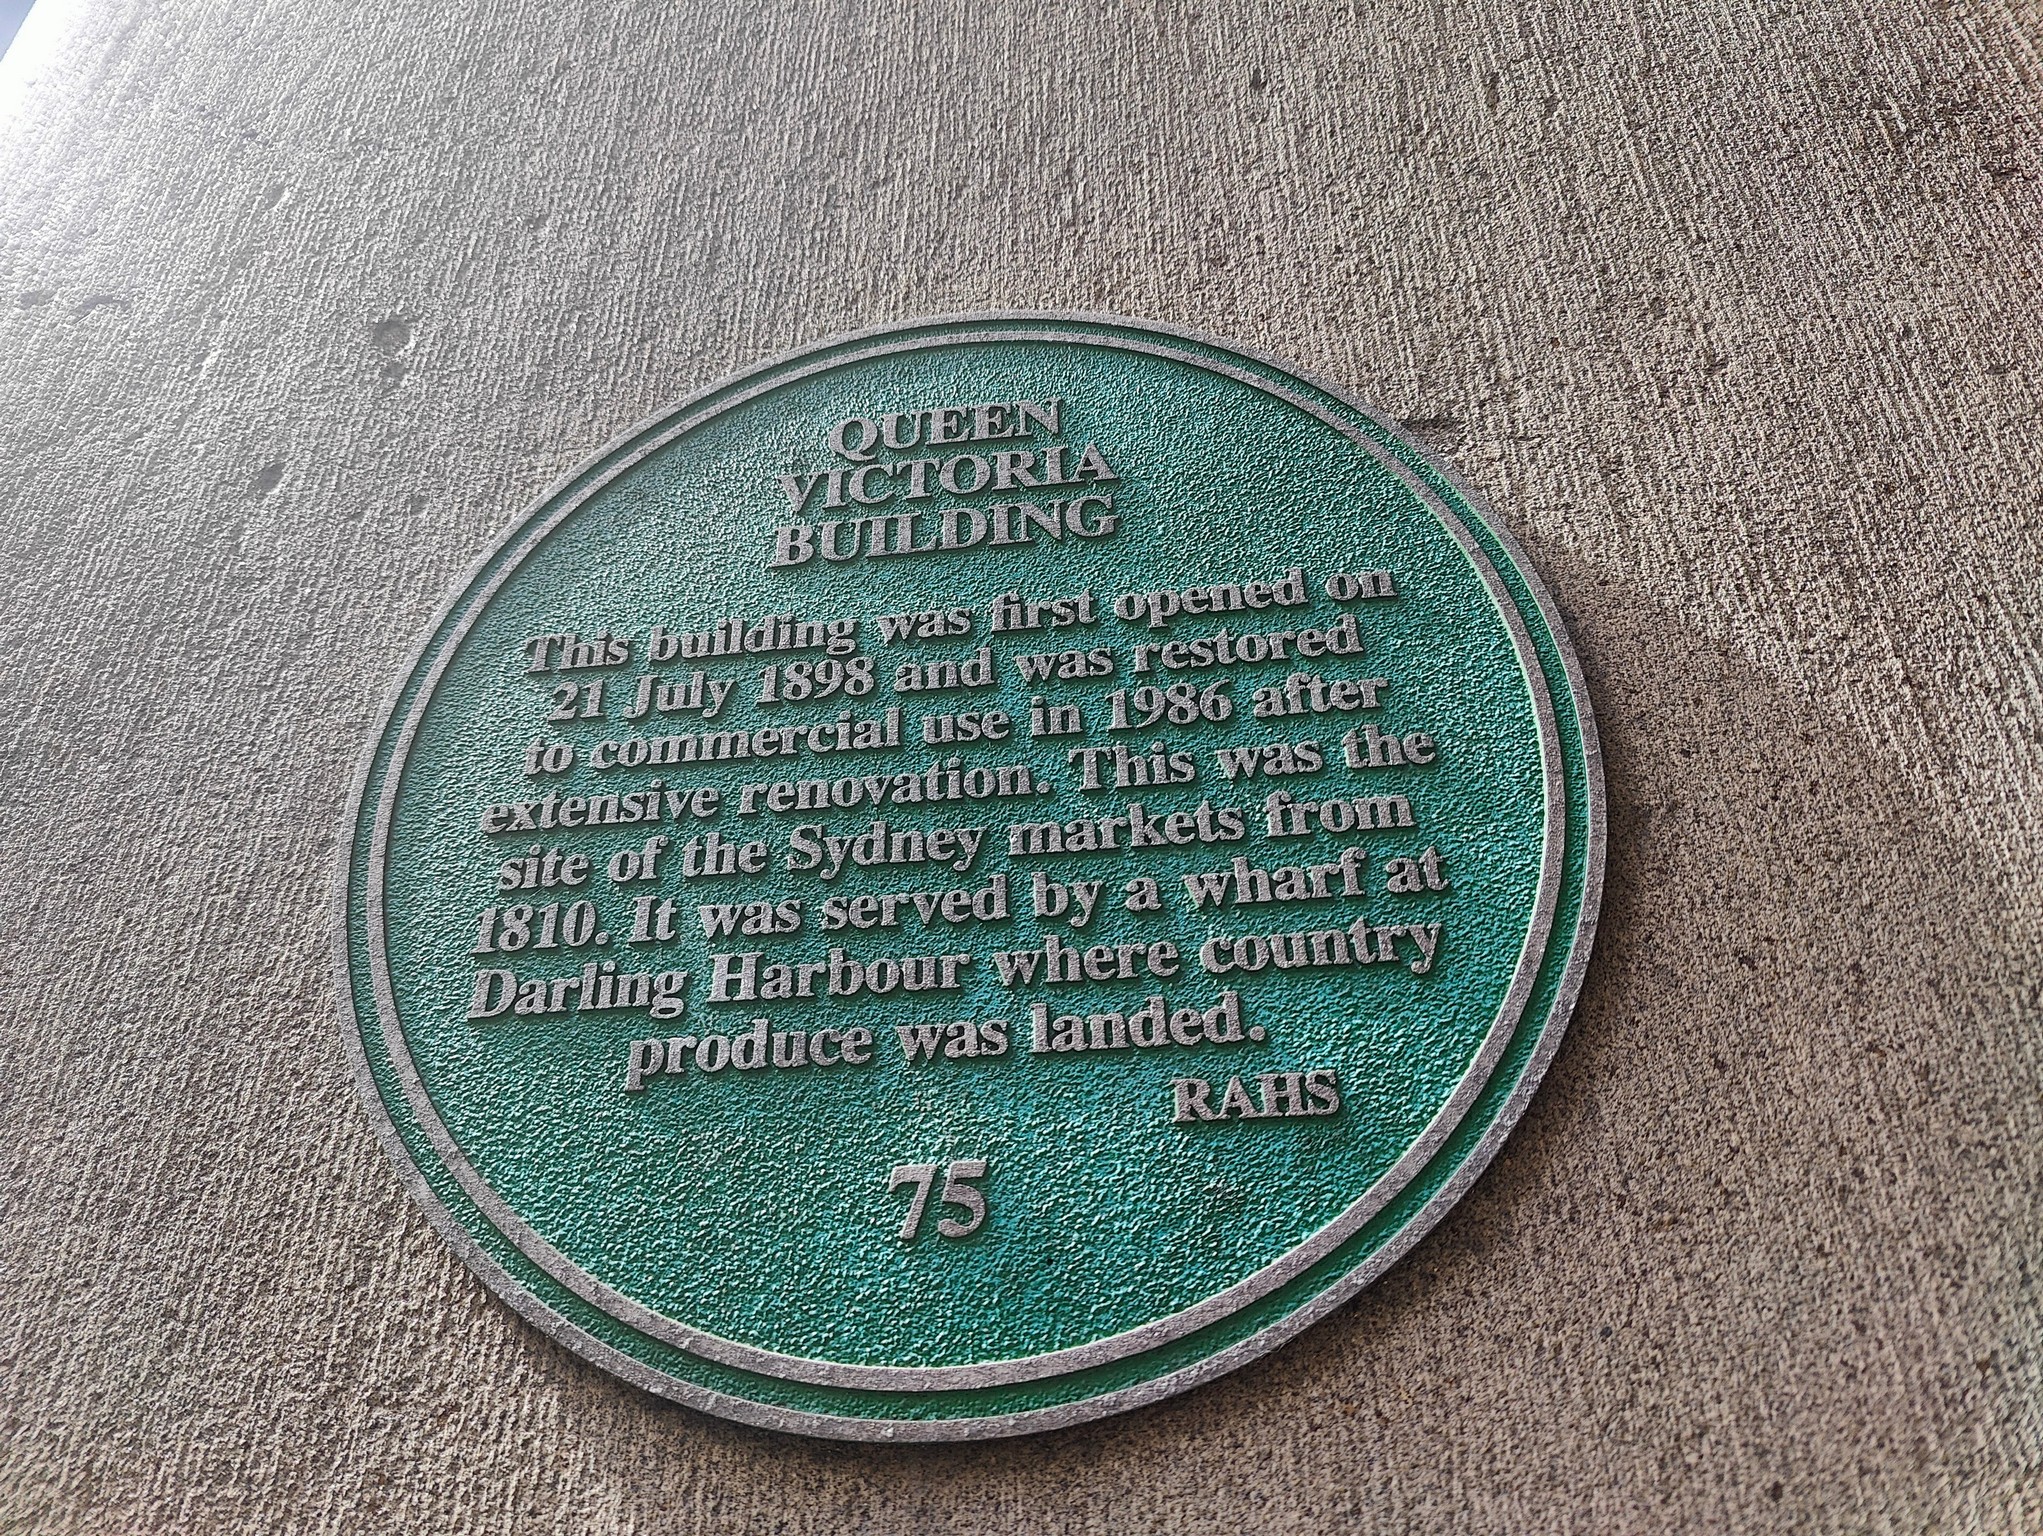 QUEEN
VICTORIA
BUILDING
This building was first opened on
21 July 1898 and was restored
to commercial use in 1986 after
extensive renovation. This was the
site of the Sydney markets from
1810. It was served by a wharf at
Darling Harbour where country
produce was landed.
RAHS
75